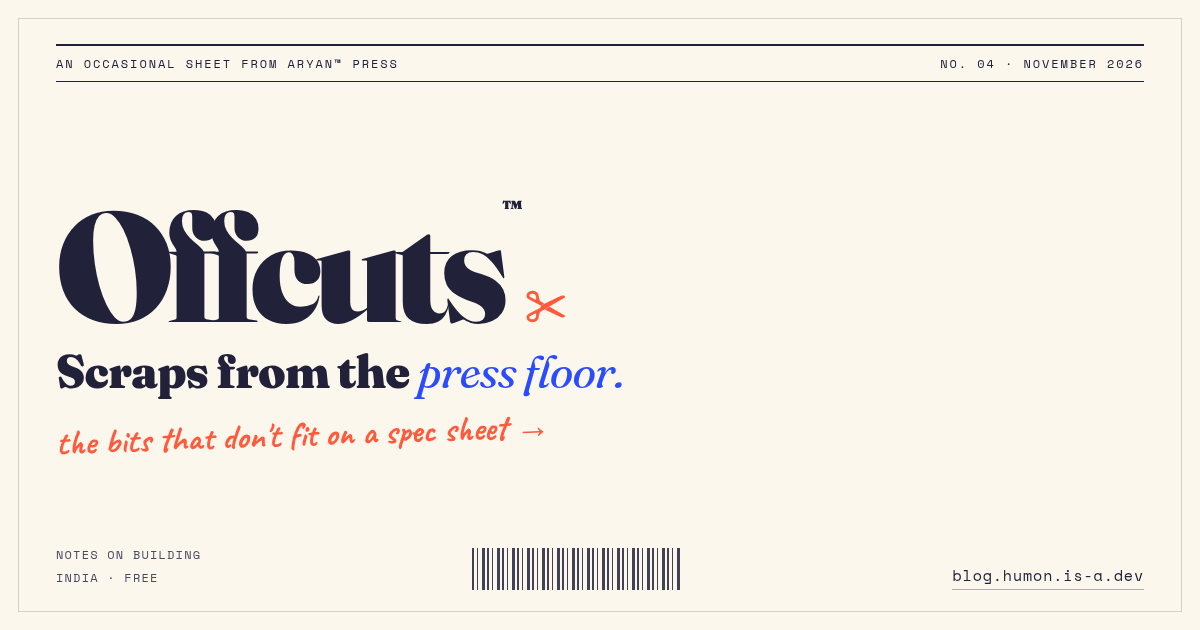 AN OCCASIONAL SHEET FROM ARYAN™ PRESS
NO. 04 · NOVEMBER 2026
Offcuts™
Scraps from the press floor.
the bits that don't fit on a spec sheet →
NOTES ON BUILDING
INDIA · FREE
blog.humon.is-a.dev